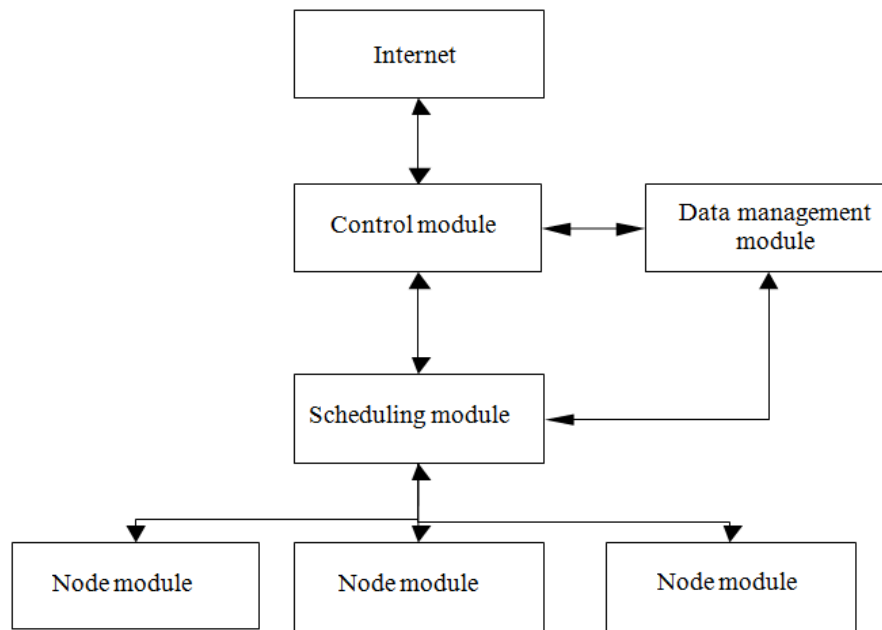 Internet
Control module
Data management
module
Scheduling module
Node module
Node module
Node module